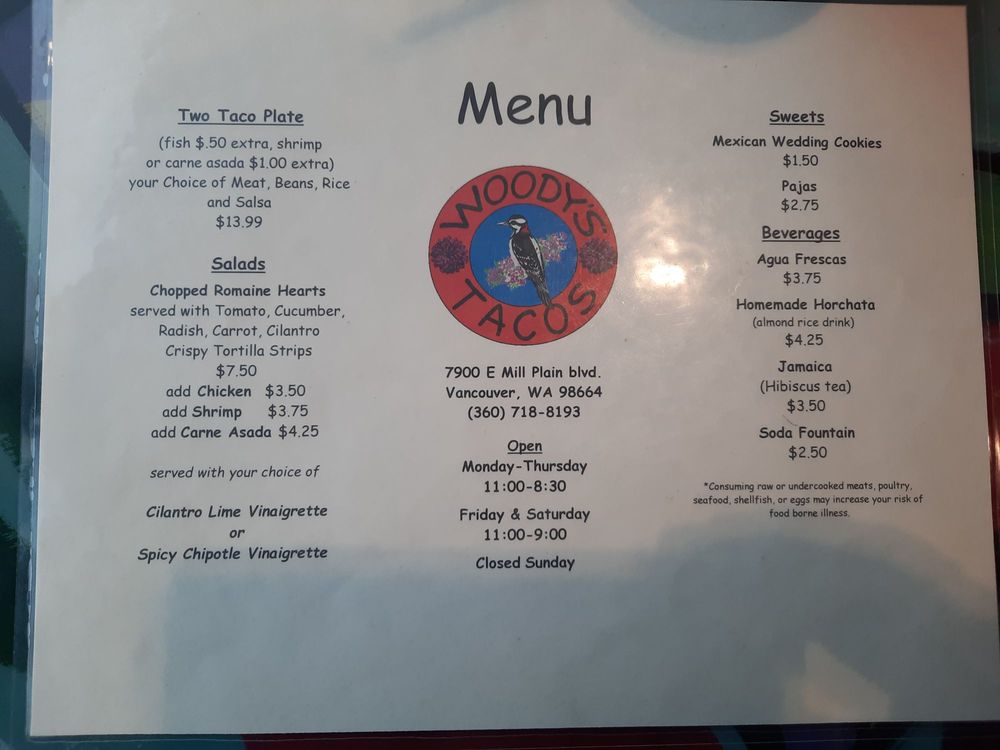 Menu
Two Taco Plate
(fish $.50 extra, shrimp
or carne asada $1.00 extra)
your Choice of Meat, Beans, Rice
and Salsa
$13.99
Salads
Chopped Romaine Hearts
served with Tomato, Cucumber,
Radish, Carrot, Cilantro
Crispy Tortilla Strips
$7.50
add Chicken $3.50
add Shrimp $3.75
add Carne Asada $4.25
served with your choice of
Cilantro Lime Vinaigrette
or
Spicy Chipotle Vinaigrette
WOODY'S
TACOS
7900 E Mill Plain blvd.
Vancouver, WA 98664
(360) 718-8193
Open
Monday-Thursday
11:00-8:30
Friday & Saturday
11:00-9:00
Closed Sunday
Sweets
Mexican Wedding Cookies
$1.50
Pajas
$2.75
Beverages
Agua Frescas
$3.75
Homemade Horchata
(almond rice drink)
$4.25
Jamaica
(Hibiscus tea)
$3.50
Soda Fountain
$2.50
*Consuming raw or undercooked meats, poultry,
seafood, shellfish, or eggs may increase your risk of
food borne illness.